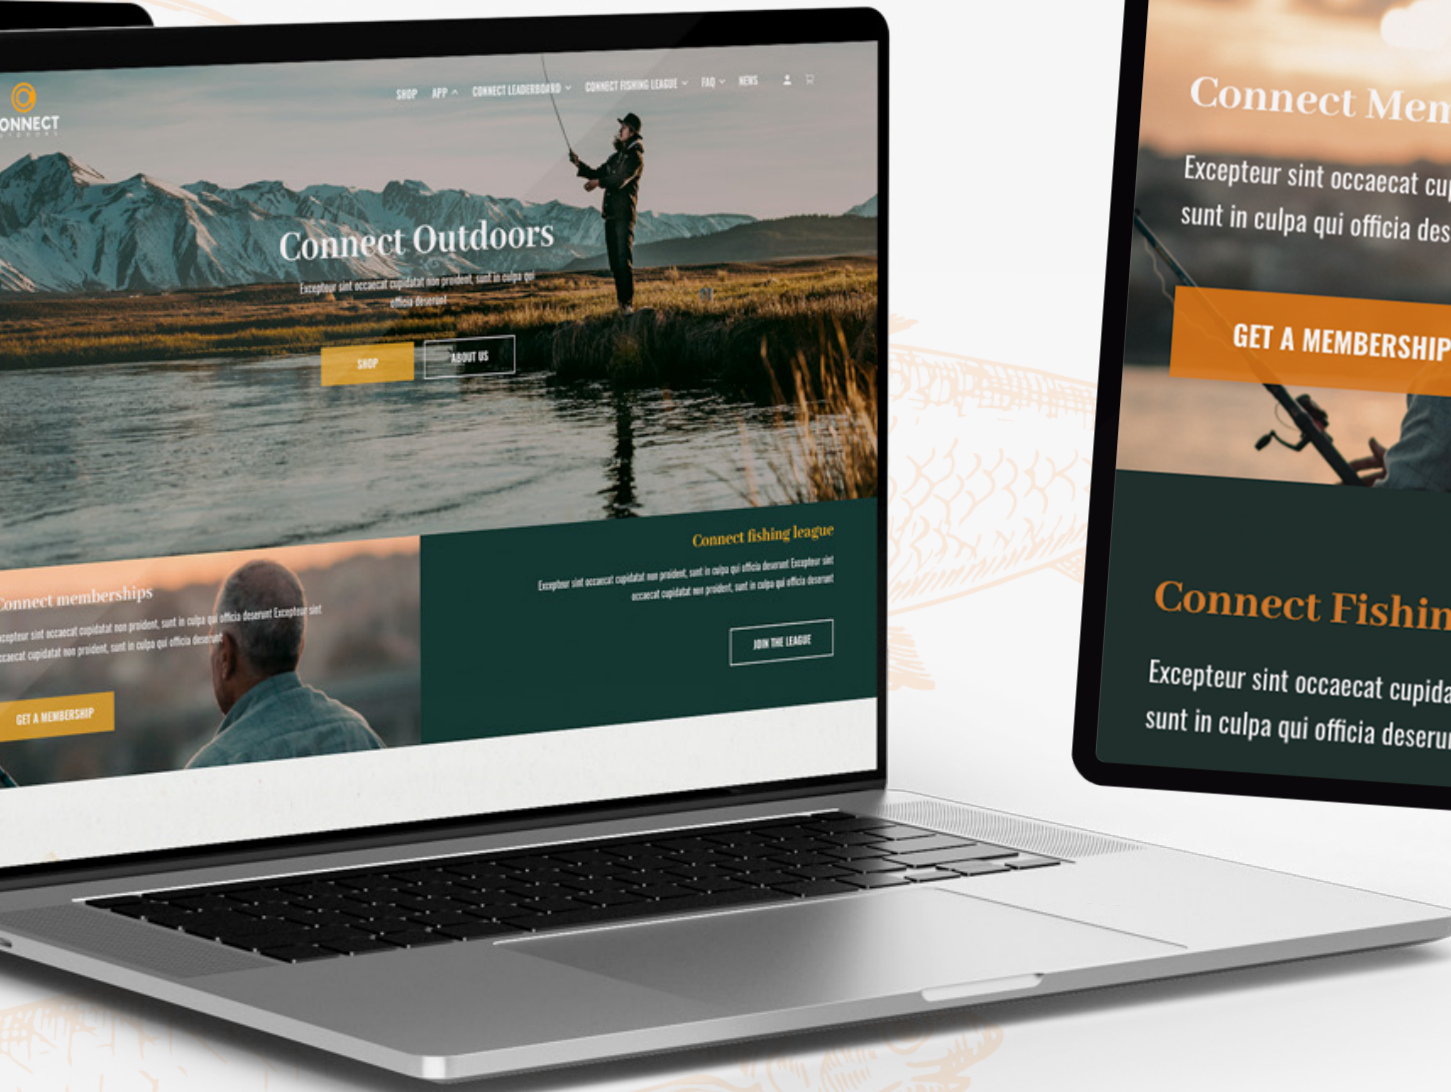 CONNECT
SHOP APP CONNECT LEADERBOARD CONNECT FISHING LEAGUE FAQ NEWS
Connect Outdoors
Excepteur sint occaecat cupidatat non proident, sunt in culpa qui
officia deserunt
SHOP ABOUT US
Connect memberships
Excepteur sint occaecat cupidatat non proident, sunt in culpa qui officia deserunt Excepteur sint
occaecat cupidatat non proident, sunt in culpa qui officia deserunt
GET A MEMBERSHIP
Connect fishing league
Excepteur sint occaecat cupidatat non proident, sunt in culpa qui officia deserunt Excepteur sint
occaecat cupidatat non proident, sunt in culpa qui officia deserunt
JOIN THE LEAGUE
Connect Mem
Excepteur sint occaecat cup
sunt in culpa qui officia des
GET A MEMBERSHIP
Connect Fishin
Excepteur sint occaecat cupida
sunt in culpa qui officia deserun